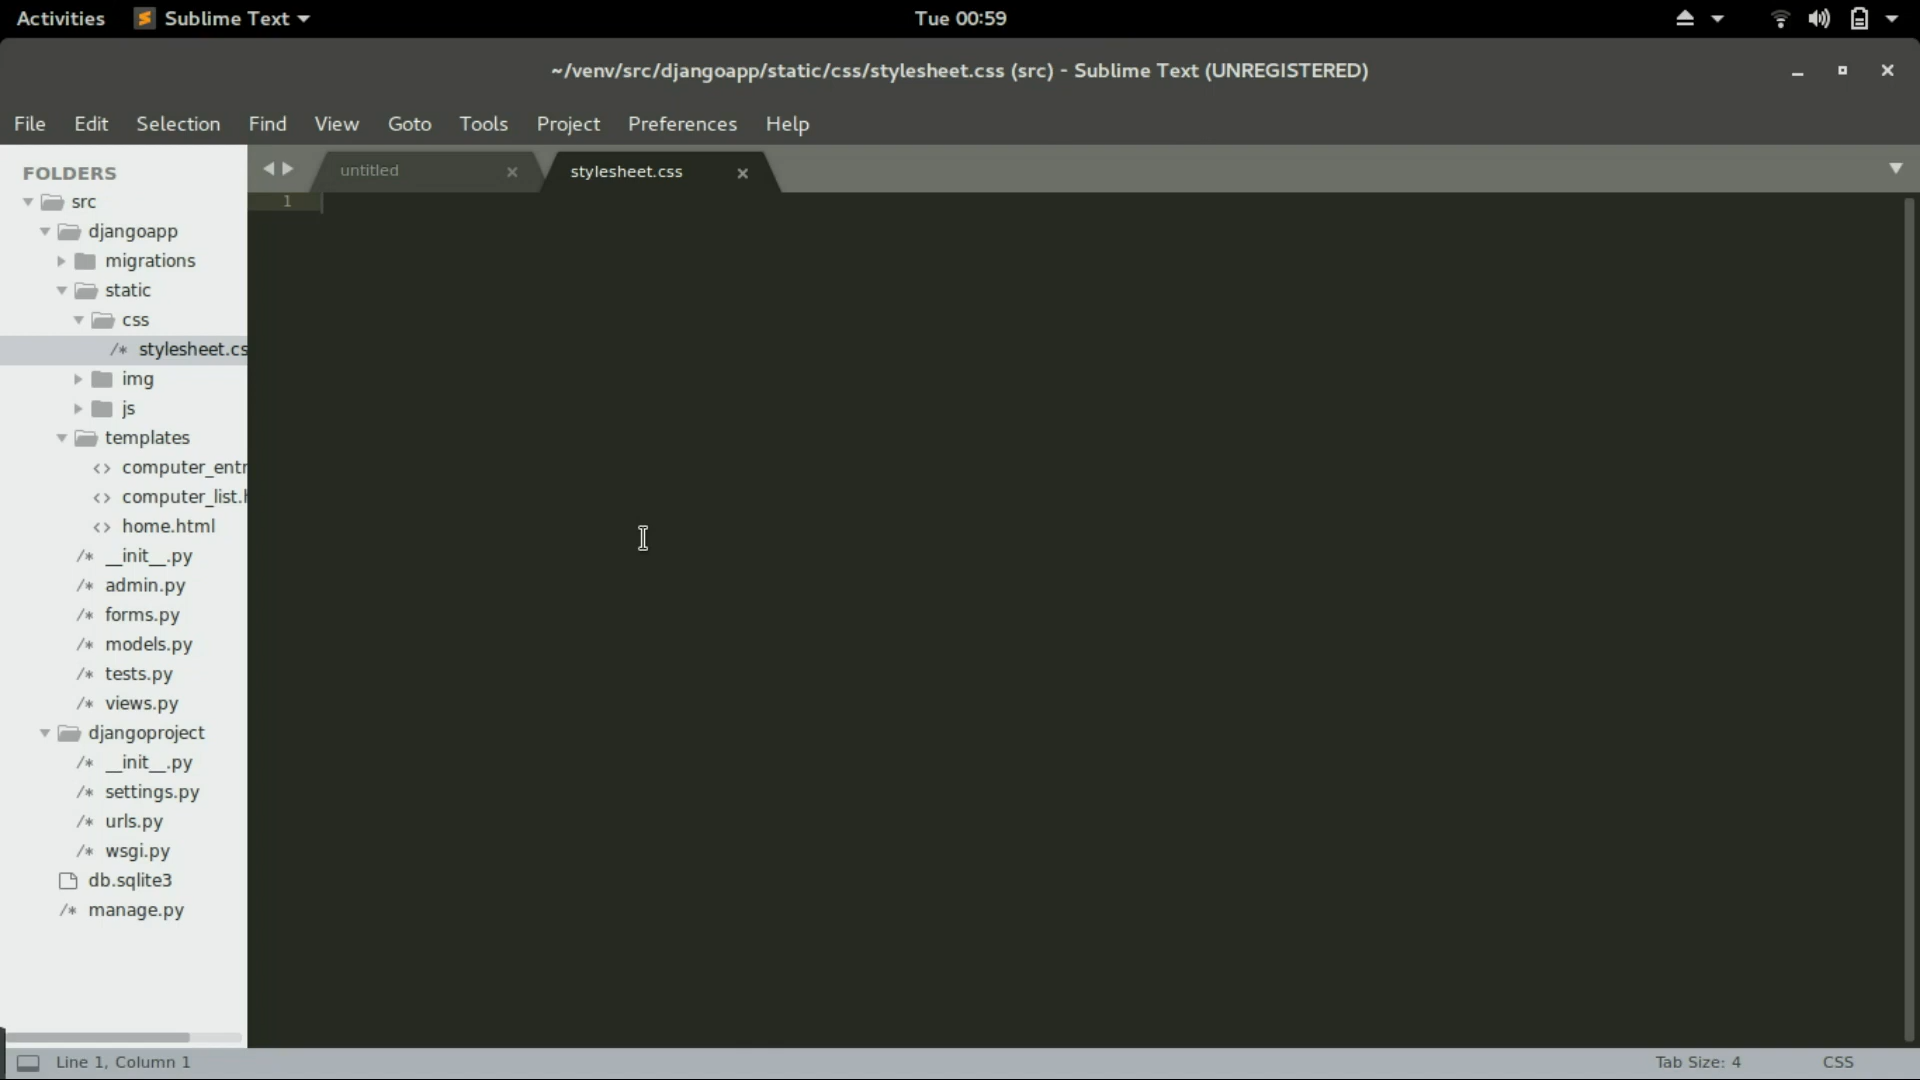 Activities Sublime Text Tue 00:59
~/venv/src/djangoapp/static/css/stylesheet.css (src) - Sublime Text (UNREGISTERED)
File Edit Selection Find View Goto Tools Project Preferences Help
FOLDERS
untitled stylesheet.css
1
src
djangoapp
migrations
static
css
/* stylesheet.cs
img
js
templates
<> computer_entr
<> computer_list.h
<> home.html
/* __init__.py
/* admin.py
/* forms.py
/* models.py
/* tests.py
/* views.py
djangoproject
/* __init__.py
/* settings.py
/* urls.py
/* wsgi.py
db.sqlite3
/* manage.py
Line 1, Column 1 Tab Size: 4 CSS